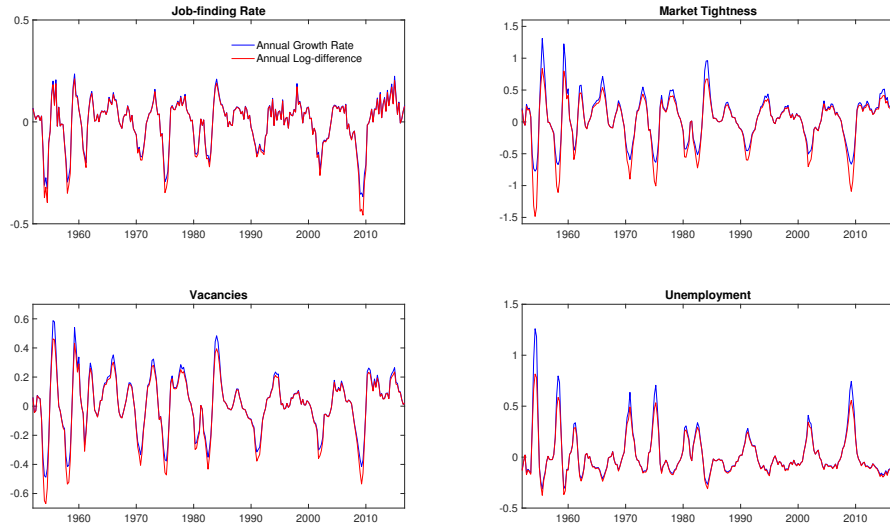 Job-finding Rate
0.5
0
-0.5
1960 1970 1980 1990 2000 2010
Annual Growth Rate
Annual Log-difference
Market Tightness
1.5
1
0.5
0
-0.5
-1
-1.5
1960 1970 1980 1990 2000 2010
Vacancies
0.6
0.4
0.2
0
-0.2
-0.4
-0.6
1960 1970 1980 1990 2000 2010
Unemployment
1.5
1
0.5
0
-0.5
1960 1970 1980 1990 2000 2010